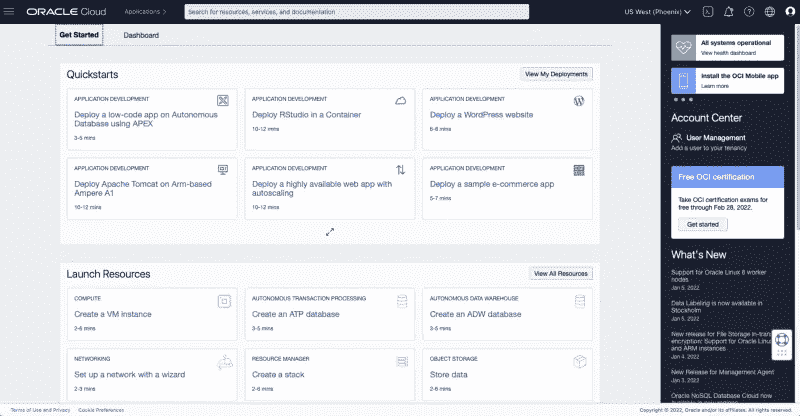 ORACLE Cloud
Applications >
Search for resources, services, and documentation
US West (Phoenix)
Get Started
Dashboard
Quickstarts
View My Deployments
APPLICATION DEVELOPMENT
Deploy a low-code app on Autonomous
Database using APEX
3-5 mins
APPLICATION DEVELOPMENT
Deploy RStudio in a Container
10-12 mins
APPLICATION DEVELOPMENT
Deploy a WordPress website
6-8 mins
APPLICATION DEVELOPMENT
Deploy Apache Tomcat on Arm-based
Ampere A1
10-12 mins
APPLICATION DEVELOPMENT
Deploy a highly available web app with
autoscaling
10-12 mins
APPLICATION DEVELOPMENT
Deploy a sample e-commerce app
5-7 mins
Launch Resources
View All Resources
COMPUTE
Create a VM instance
2-6 mins
AUTONOMOUS TRANSACTION PROCESSING
Create an ATP database
3-5 mins
AUTONOMOUS DATA WAREHOUSE
Create an ADW database
3-5 mins
NETWORKING
Set up a network with a wizard
2-3 mins
RESOURCE MANAGER
Create a stack
2-6 mins
OBJECT STORAGE
Store data
2-6 mins
All systems operational
View health dashboard
Install the OCI Mobile app
Learn more
Account Center
User Management
Add a user to your tenancy
Free OCI certification
Take OCI certification exams for
free through Feb 28, 2022.
Get started
What's New
Support for Oracle Linux 8 worker
nodes
Jan 5, 2022
Data Labeling is now available in
Stockholm
Jan 5, 2022
New release for File Storage in-trans
encryption: Support for Oracle Linux
and ARM instances
Jan 4, 2022
New Release for Management Agent
Jan 3, 2022
Oracle NoSQL Database Cloud now
Terms of Use and Privacy
Cookie Preferences
Copyright © 2022, Oracle and/or its affiliates. All rights reserved.